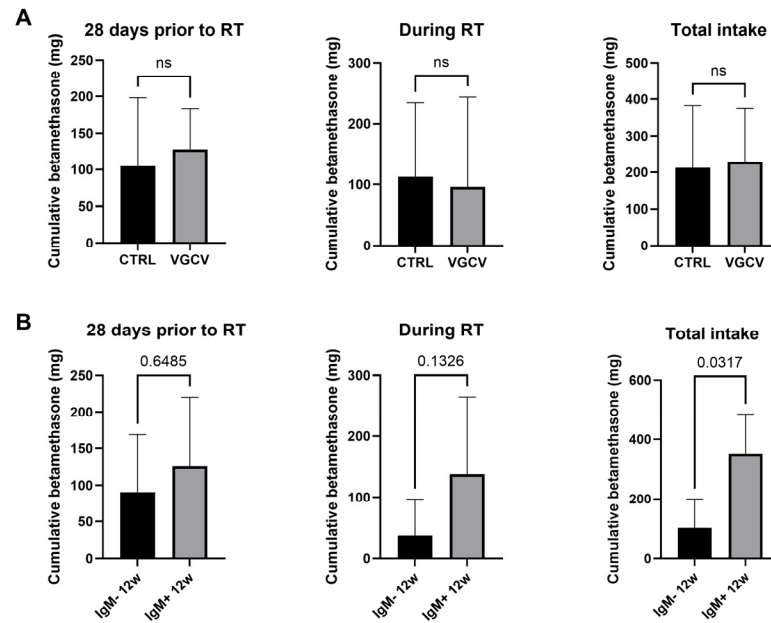 A
28 days prior to RT
During RT
Total intake
Cumulative betamethasone (mg)
250
200
150
100
50
0
ns
CTRL
VGCV
Cumulative betamethasone (mg)
300
200
100
0
ns
CTRL
VGCV
Cumulative betamethasone (mg)
500
400
300
200
100
0
ns
CTRL
VGCV
B
28 days prior to RT
During RT
Total intake
Cumulative betamethasone (mg)
250
200
150
100
50
0
0.6485
IgM- 12w
IgM+ 12w
Cumulative betamethasone (mg)
300
200
100
0
0.1326
IgM- 12w
IgM+ 12w
Cumulative betamethasone (mg)
600
400
200
0
0.0317
IgM- 12w
IgM+ 12w